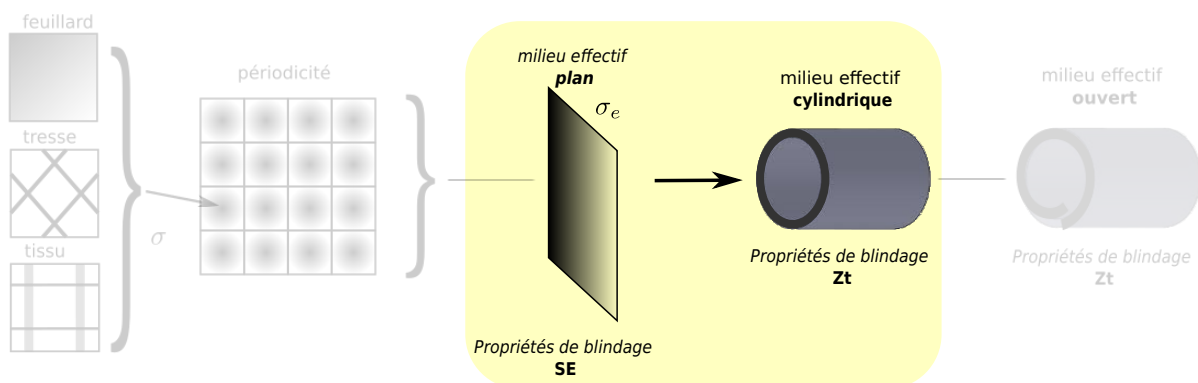 feuillard
tresse
tissu
σ
périodicité
milieu effectif
plan
σe
Propriétés de blindage
SE
milieu effectif
cylindrique
Propriétés de blindage
Zt
milieu effectif
ouvert
Propriétés de blindage
Zt